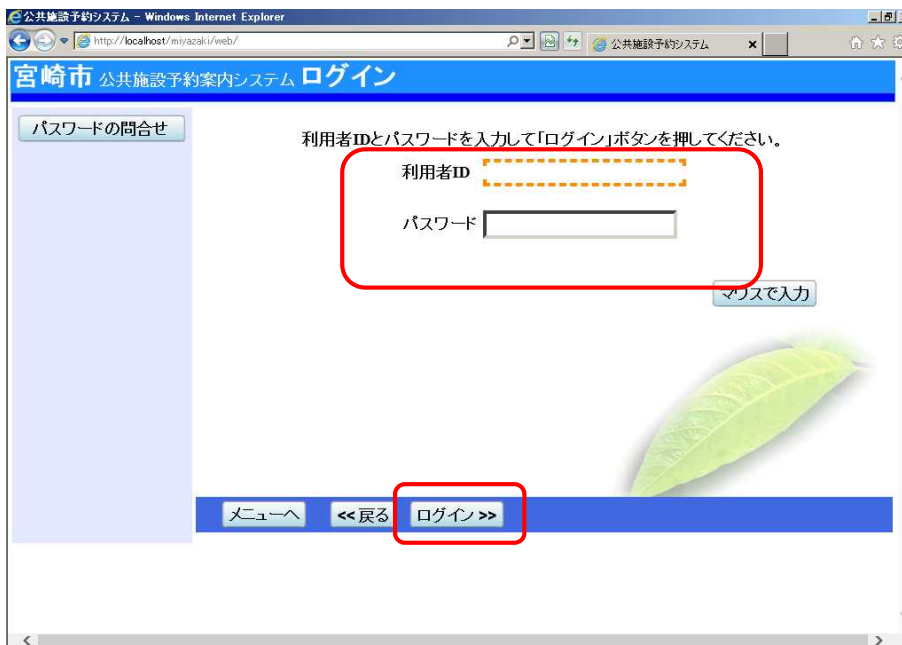 公共施設予約システム - Windows Internet Explorer
http://localhost/miyazaki/web/
公共施設予約システム
宮崎市 公共施設予約案内システム ログイン
パスワードの問合せ
利用者IDとパスワードを入力して「ログイン」ボタンを押してください。
利用者ID
パスワード
マウスで入力
メニューへ
<<戻る
ログイン>>